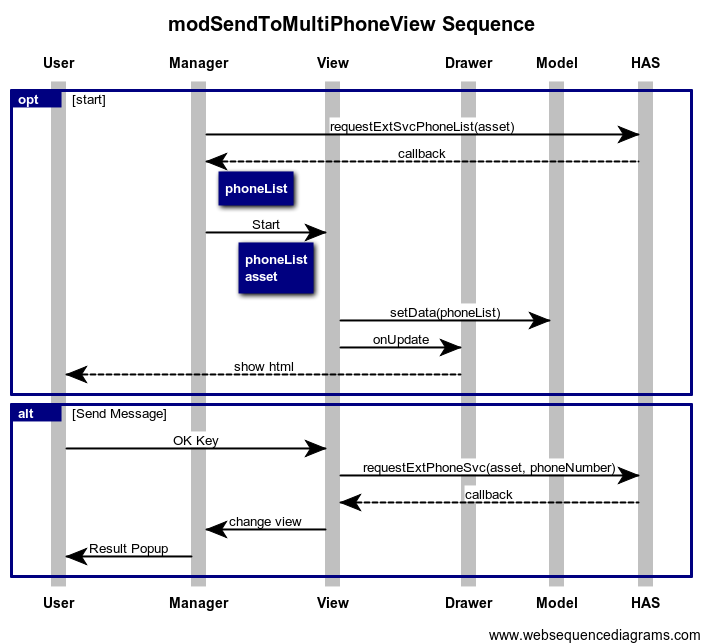 modSendToMultiPhoneView Sequence
User Manager View Drawer Model HAS
opt [start]
requestExtSvcPhoneList(asset)
callback
phoneList
Start
phoneList
asset
setData(phoneList)
onUpdate
show html
alt [Send Message]
OK Key
requestExtPhoneSvc(asset, phoneNumber)
callback
change view
Result Popup
User Manager View Drawer Model HAS
www.websequencediagrams.com